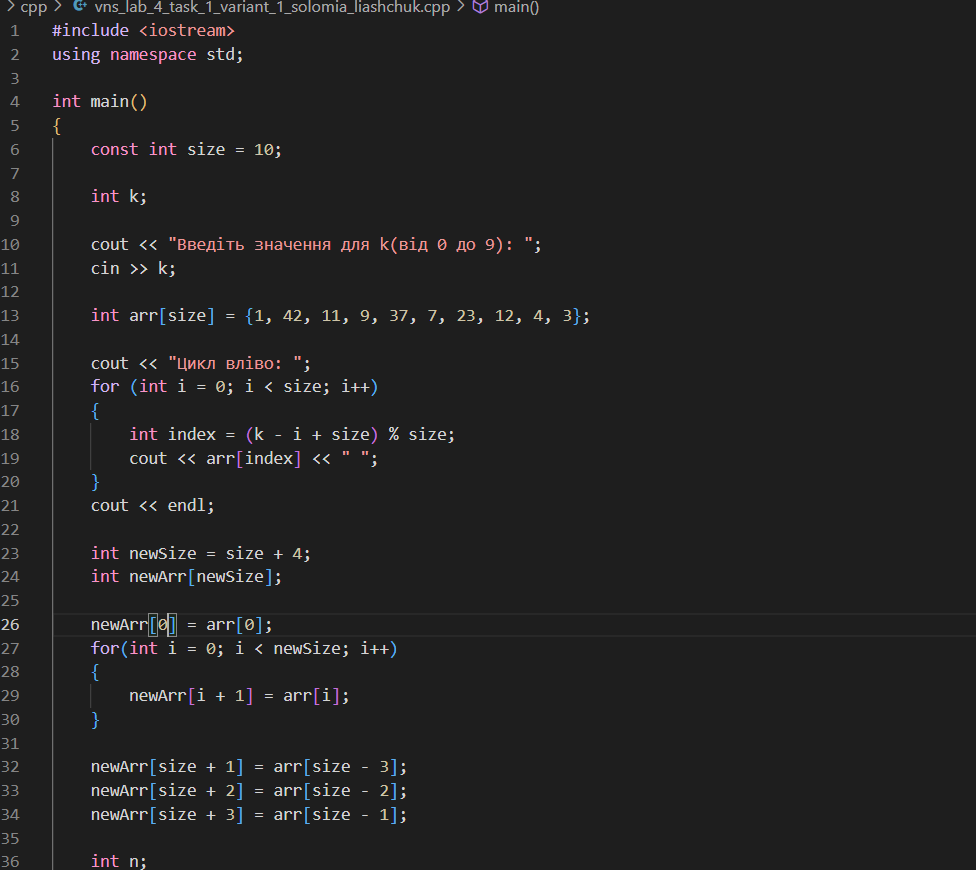 cpp > vns_lab_4_task_1_variant_1_solomia_liashchuk.cpp > main()
1 #include <iostream>
2 using namespace std;
3
4 int main()
5 {
6 const int size = 10;
7
8 int k;
9
10 cout << "Введіть значення для k(від 0 до 9): ";
11 cin >> k;
12
13 int arr[size] = {1, 42, 11, 9, 37, 7, 23, 12, 4, 3};
14
15 cout << "Цикл вліво: ";
16 for (int i = 0; i < size; i++)
17 {
18 int index = (k - i + size) % size;
19 cout << arr[index] << " ";
20 }
21 cout << endl;
22
23 int newSize = size + 4;
24 int newArr[newSize];
25
26 newArr[0] = arr[0];
27 for(int i = 0; i < newSize; i++)
28 {
29 newArr[i + 1] = arr[i];
30 }
31
32 newArr[size + 1] = arr[size - 3];
33 newArr[size + 2] = arr[size - 2];
34 newArr[size + 3] = arr[size - 1];
35
36 int n;